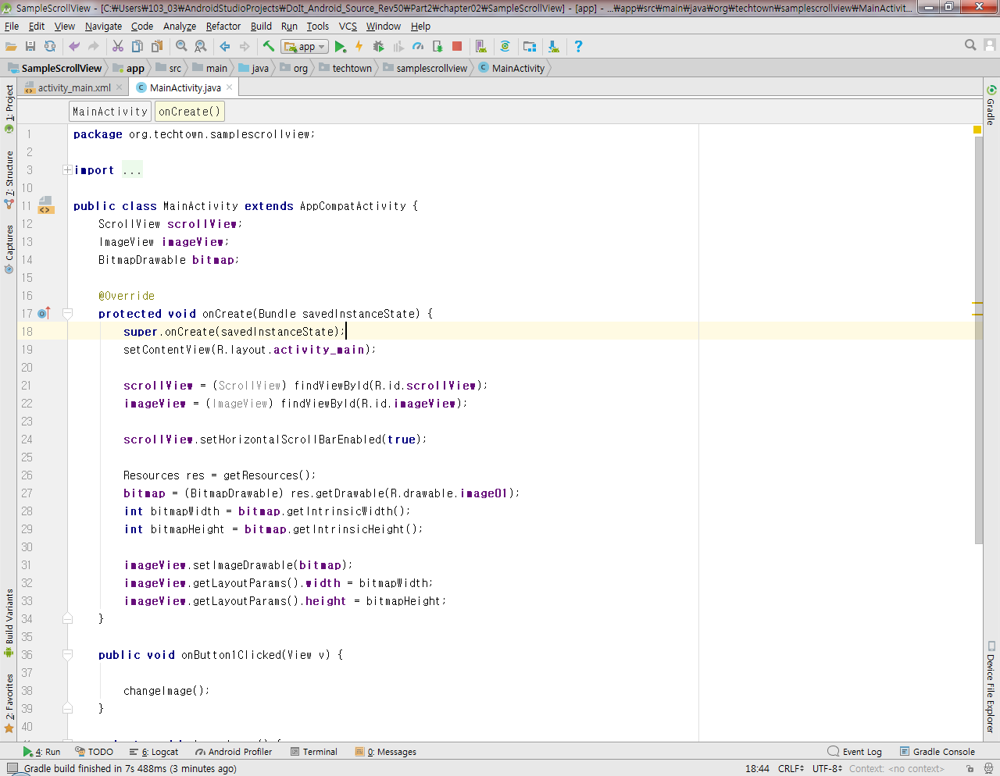 SampleScrollView - [C:₩Users₩103_03₩AndroidStudioProjects₩DoIt_Android_Source_Rev50₩Part2₩chapter02₩SampleScrollView] - [app] - ...₩app₩src₩main₩java₩org₩techtown₩samplescrollview₩MainActivit...
File Edit View Navigate Code Analyze Refactor Build Run Tools VCS Window Help
app
SampleScrollView app src main java org techtown samplescrollview MainActivity
activity_main.xml MainActivity.java
MainActivity onCreate()
1 package org.techtown.samplescrollview;
2
3 import ...
10
11 public class MainActivity extends AppCompatActivity {
12 ScrollView scrollView;
13 ImageView imageView;
14 BitmapDrawable bitmap;
15
16 @Override
17 protected void onCreate(Bundle savedInstanceState) {
18 super.onCreate(savedInstanceState);
19 setContentView(R.layout.activity_main);
20
21 scrollView = (ScrollView) findViewById(R.id.scrollView);
22 imageView = (ImageView) findViewById(R.id.imageView);
23
24 scrollView.setHorizontalScrollBarEnabled(true);
25
26 Resources res = getResources();
27 bitmap = (BitmapDrawable) res.getDrawable(R.drawable.image01);
28 int bitmapWidth = bitmap.getIntrinsicWidth();
29 int bitmapHeight = bitmap.getIntrinsicHeight();
30
31 imageView.setImageDrawable(bitmap);
32 imageView.getLayoutParams().width = bitmapWidth;
33 imageView.getLayoutParams().height = bitmapHeight;
34 }
35
36 public void onButton1Clicked(View v) {
37
38 changeImage();
39 }
40
1: Project
7: Structure
Captures
Build Variants
2: Favorites
Gradle
Device File Explorer
4: Run TODO 6: Logcat Android Profiler Terminal 0: Messages Event Log Gradle Console
Gradle build finished in 7s 488ms (3 minutes ago) 18:44 CRLF UTF-8 Context: <no context>